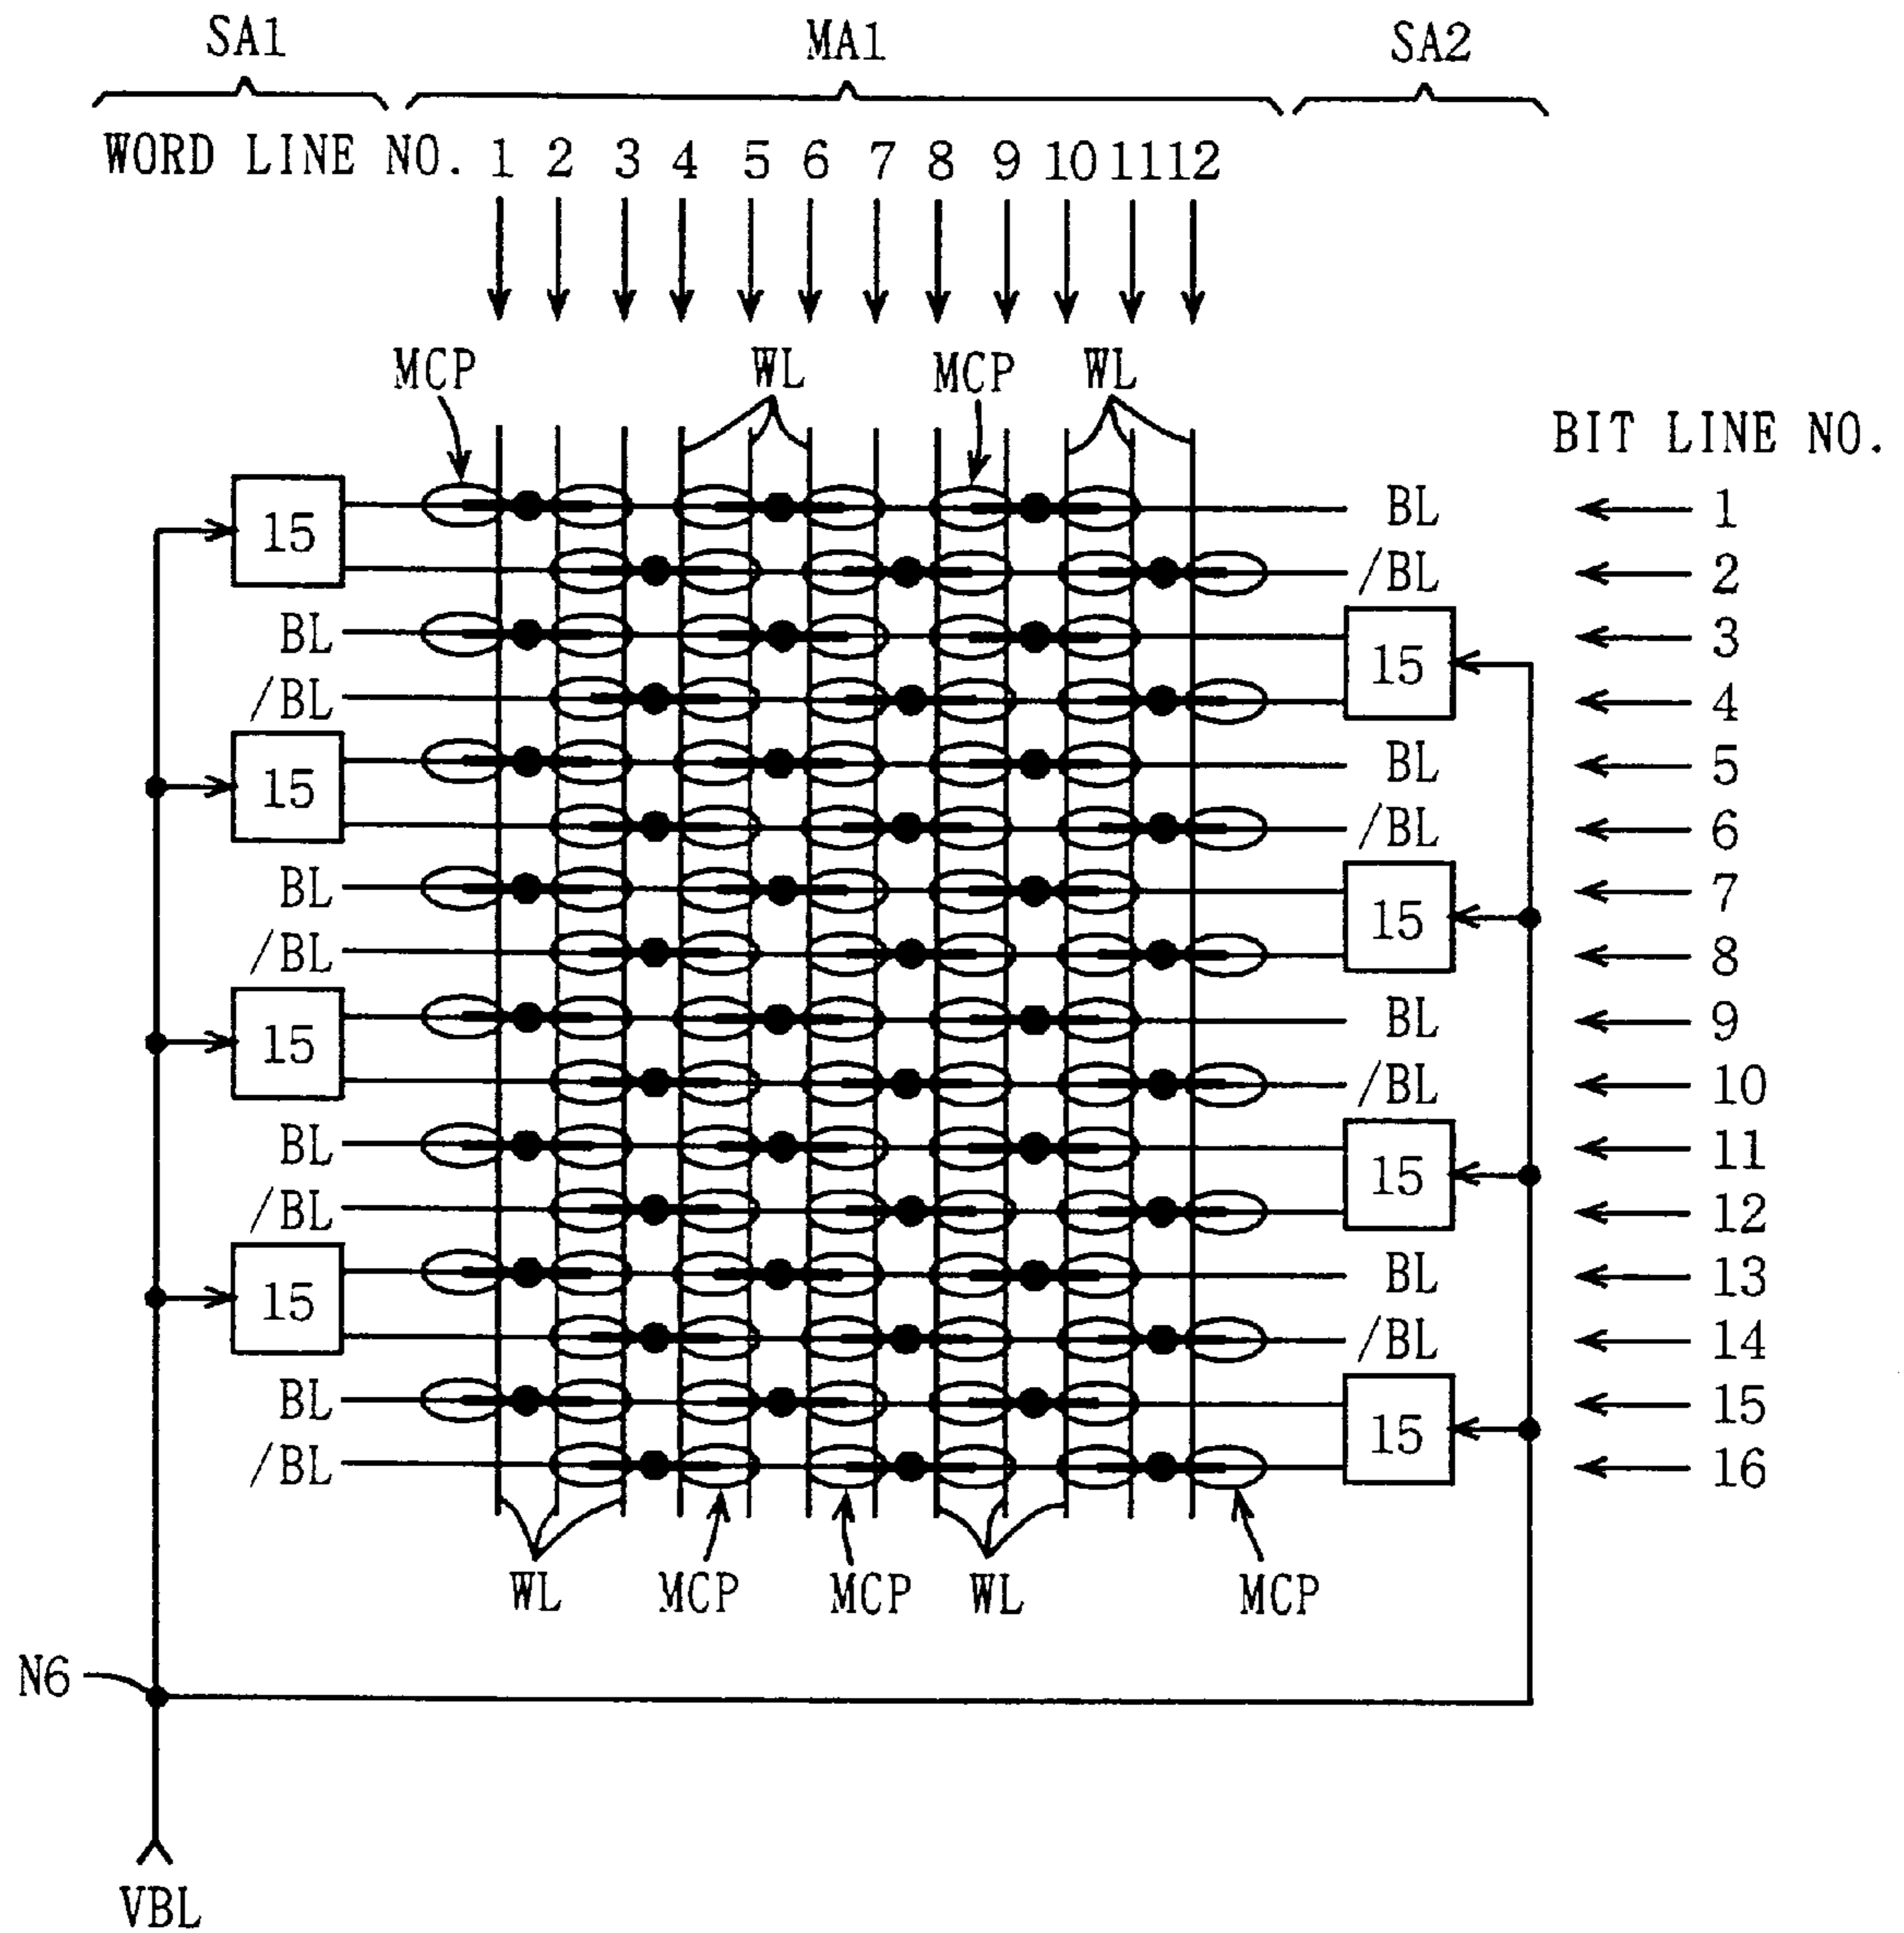 SA1 MA1 SA2
WORD LINE NO. 1 2 3 4 5 6 7 8 9 10 11 12
MCP WL MCP WL
BIT LINE NO.
15 BL 1
/BL 2
BL 15 3
/BL 4
15 BL 5
/BL 6
BL 15 7
/BL 8
15 BL 9
/BL 10
BL 15 11
/BL 12
15 BL 13
/BL 14
BL 15 15
/BL 16
WL MCP MCP WL MCP
N6
VBL